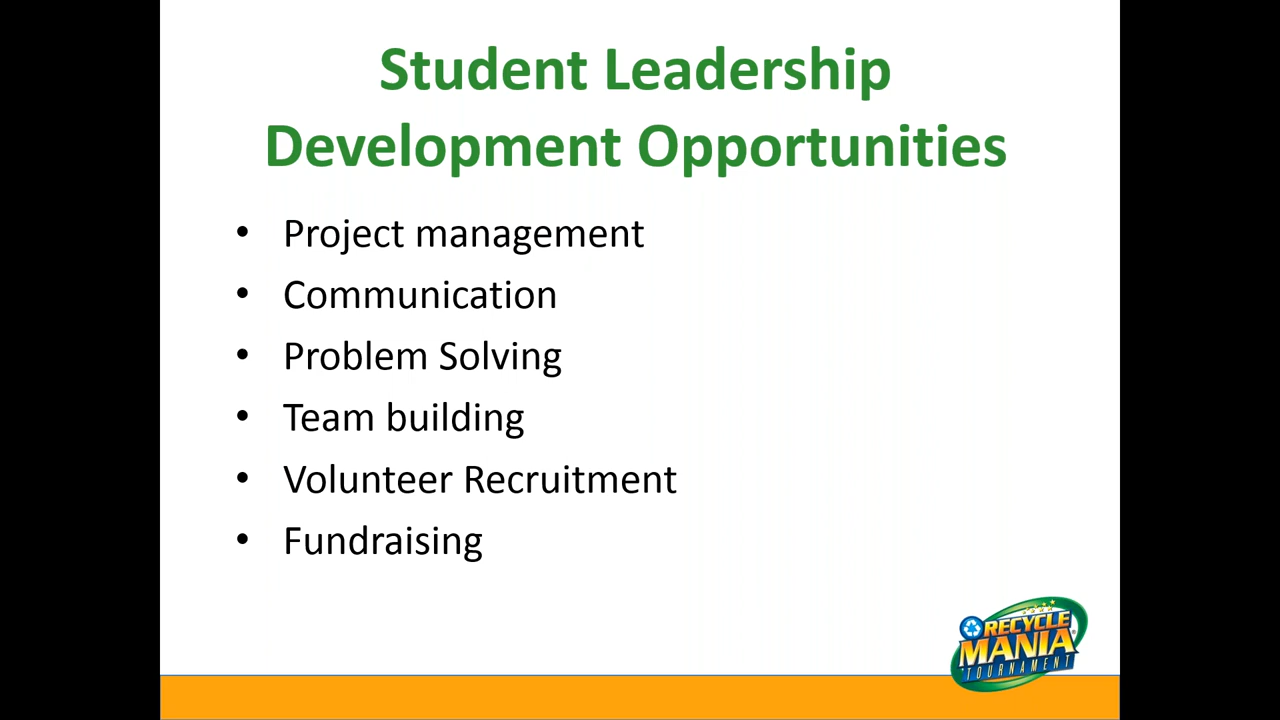 Student Leadership
Development Opportunities
• Project management
• Communication
• Problem Solving
• Team building
• Volunteer Recruitment
• Fundraising
RECYCLE
MANIA
TOURNAMENT